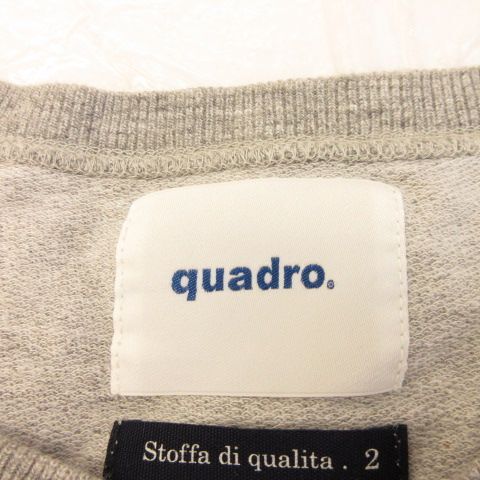 quadro.®
Stoffa di qualita . 2